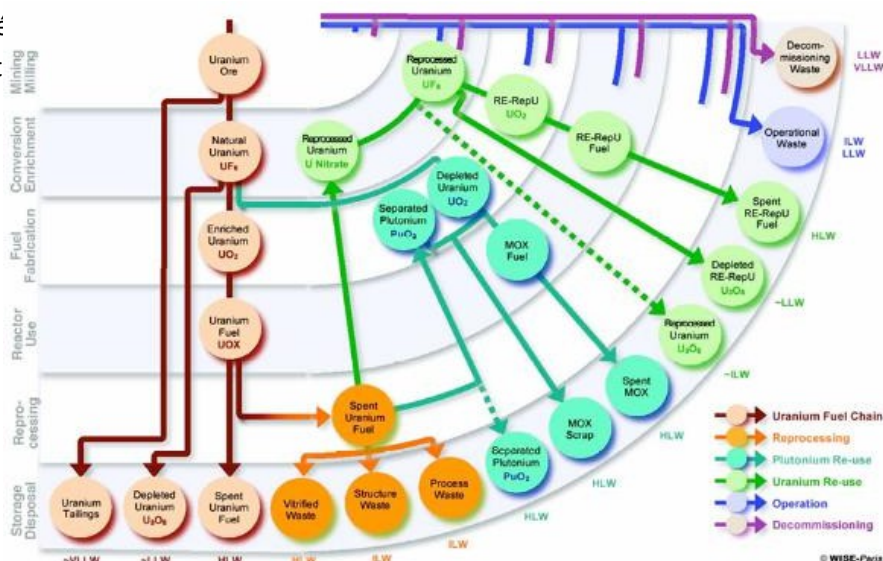 Mining
Milling
Conversion
Enrichment
Fuel
Fabrication
Reactor
Use
Repro-
cessing
Storage
Disposal
Uranium
Ore
Natural
Uranium
UF₆
Enriched
Uranium
UO₂
Uranium
Fuel
UOX
Uranium
Tailings
Depleted
Uranium
U₃O₈
Spent
Uranium
Fuel
~VLLW
~LLW
HLW
Reprocessed
Uranium
U Nitrate
Reprocessed
Uranium
UF₆
RE-RepU
UO₂
RE-RepU
Fuel
Spent
RE-RepU
Fuel
HLW
Depleted
RE-RepU
U₃O₈
~LLW
Reprocessed
Uranium
U₃O₈
~ILW
Separated
Plutonium
PuO₂
Depleted
Uranium
UO₂
MOX
Fuel
Spent
MOX
HLW
MOX
Scrap
HLW
Separated
Plutonium
PuO₂
HLW
Spent
Uranium
Fuel
Vitrified
Waste
Structure
Waste
Process
Waste
HLW
ILW
ILW
Decom-
missioning
Waste
LLW
VLLW
Operational
Waste
ILW
LLW
Uranium Fuel Chain
Reprocessing
Plutonium Re-use
Uranium Re-use
Operation
Decommissioning
© WISE-Paris